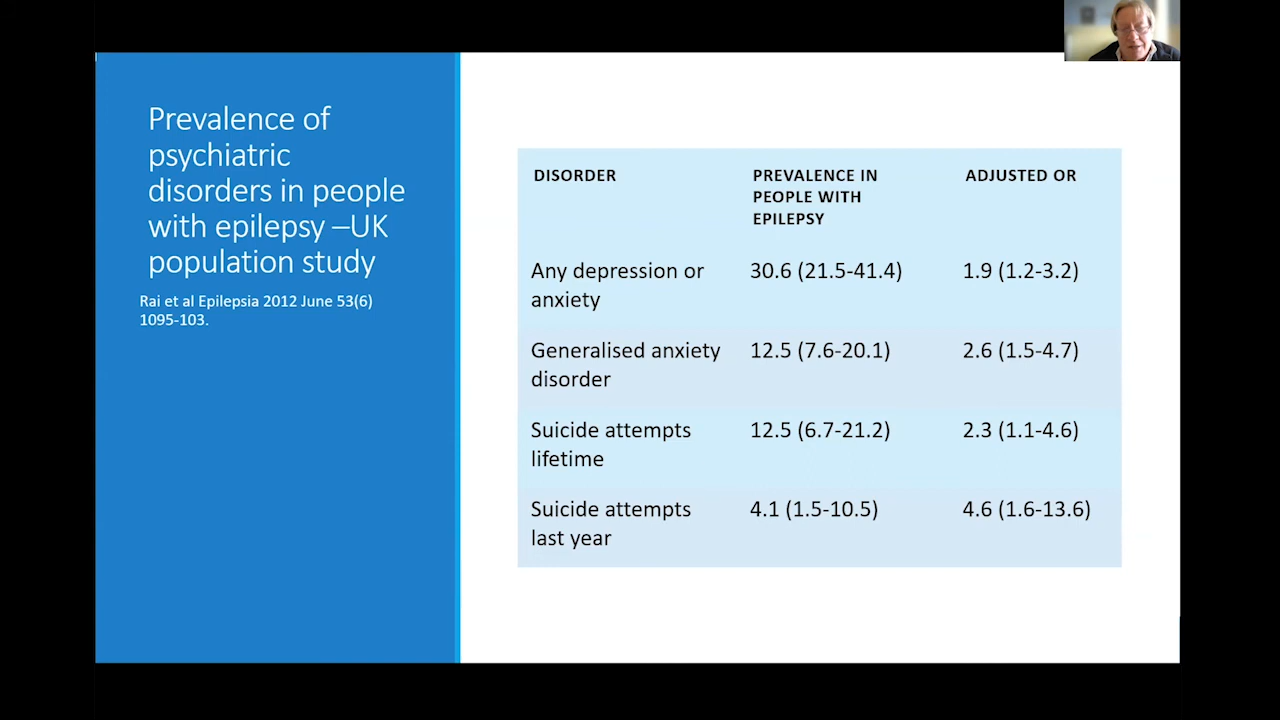 Prevalence of
psychiatric
disorders in people
with epilepsy –UK
population study
Rai et al Epilepsia 2012 June 53(6)
1095-103.
DISORDER
PREVALENCE IN
PEOPLE WITH
EPILEPSY
ADJUSTED OR
Any depression or
anxiety
30.6 (21.5-41.4)
1.9 (1.2-3.2)
Generalised anxiety
disorder
12.5 (7.6-20.1)
2.6 (1.5-4.7)
Suicide attempts
lifetime
12.5 (6.7-21.2)
2.3 (1.1-4.6)
Suicide attempts
last year
4.1 (1.5-10.5)
4.6 (1.6-13.6)